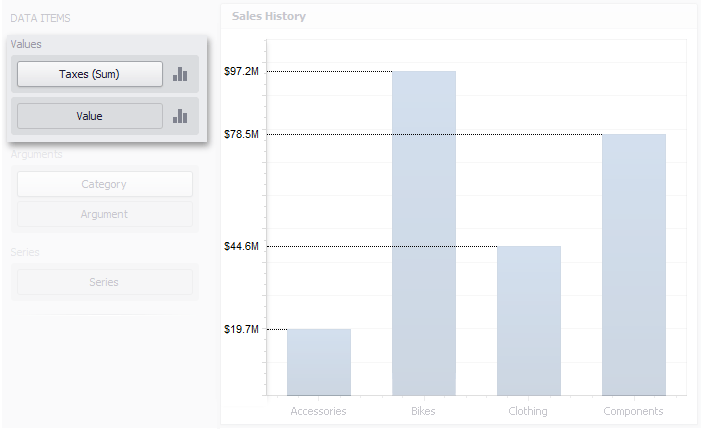 DATA ITEMS
Values
Taxes (Sum)
Value
Arguments
Category
Argument
Series
Series
Sales History
$97.2M
$78.5M
$44.6M
$19.7M
Accessories
Bikes
Clothing
Components